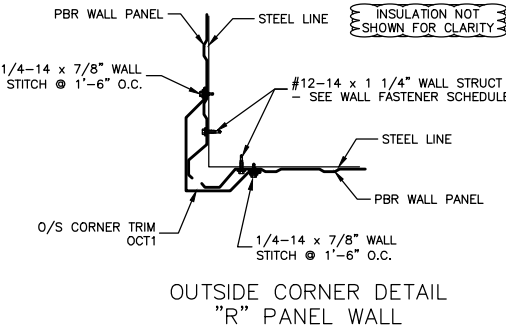 PBR WALL PANEL
STEEL LINE
INSULATION NOT
SHOWN FOR CLARITY
1/4-14 x 7/8" WALL
STITCH @ 1'-6" O.C.
#12-14 x 1 1/4" WALL STRUCT
- SEE WALL FASTENER SCHEDULE
STEEL LINE
PBR WALL PANEL
O/S CORNER TRIM
OCT1
1/4-14 x 7/8" WALL
STITCH @ 1'-6" O.C.
OUTSIDE CORNER DETAIL
"R" PANEL WALL